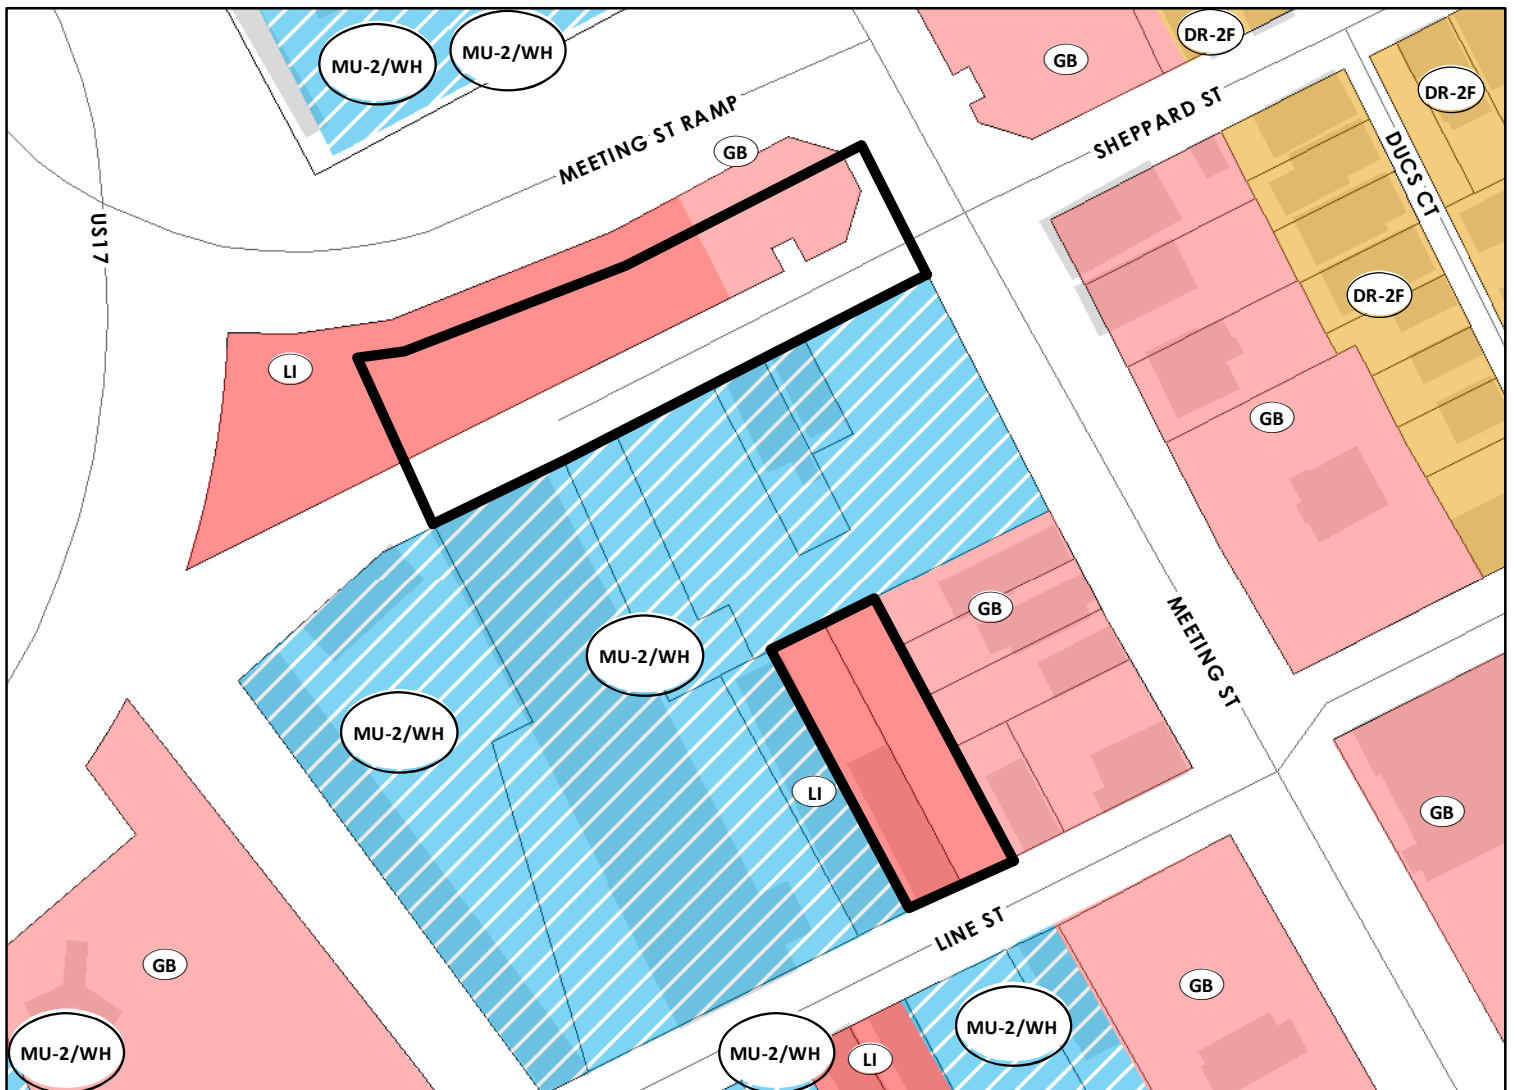 MU-2/WH
MU-2/WH
GB
DR-2F
DR-2F
MEETING ST RAMP
GB
SHEPPARD ST
DUCS CT
US17
LI
DR-2F
GB
GB
MU-2/WH
MEETING ST
MU-2/WH
LI
GB
LINE ST
GB
GB
MU-2/WH
MU-2/WH
MU-2/WH
LI